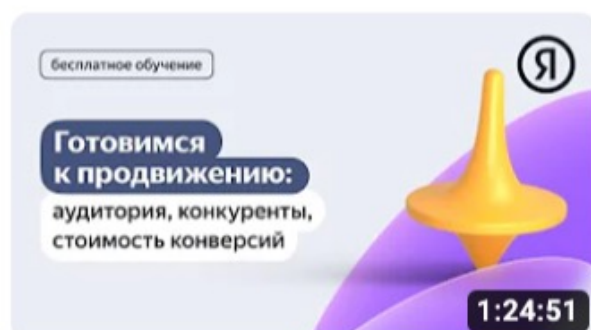 бесплатное обучение
Я
Готовимся
к продвижению:
аудитория, конкуренты,
стоимость конверсий
1:24:51